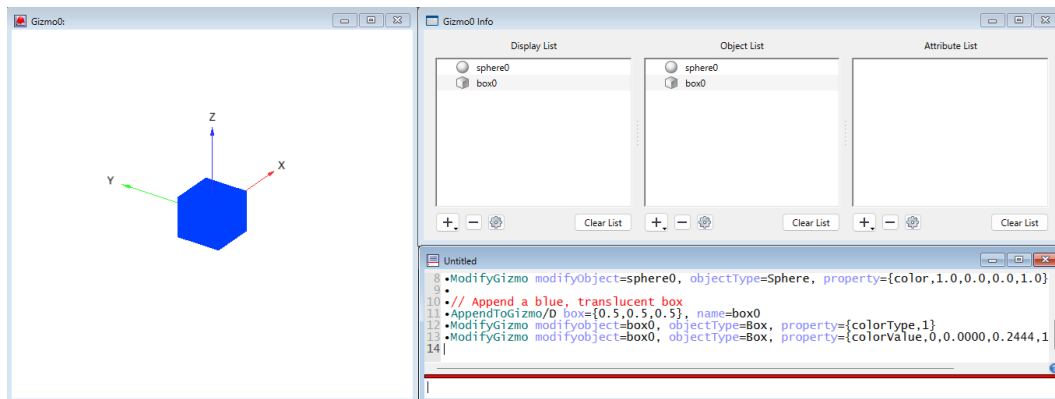 Gizmo0:
Z
X
Y
Gizmo0 Info
Display List
Object List
Attribute List
sphere0
box0
sphere0
box0
Clear List
Clear List
Clear List
Untitled
8 •ModifyGizmo modifyObject=sphere0, objectType=Sphere, property={color,1.0,0.0,0.0,1.0}
9 •
10 •// Append a blue, translucent box
11 •AppendToGizmo/D box={0.5,0.5,0.5}, name=box0
12 •ModifyGizmo modifyobject=box0, objectType=Box, property={colorType,1}
13 •ModifyGizmo modifyobject=box0, objectType=Box, property={colorValue,0,0.0000,0.2444,1
14